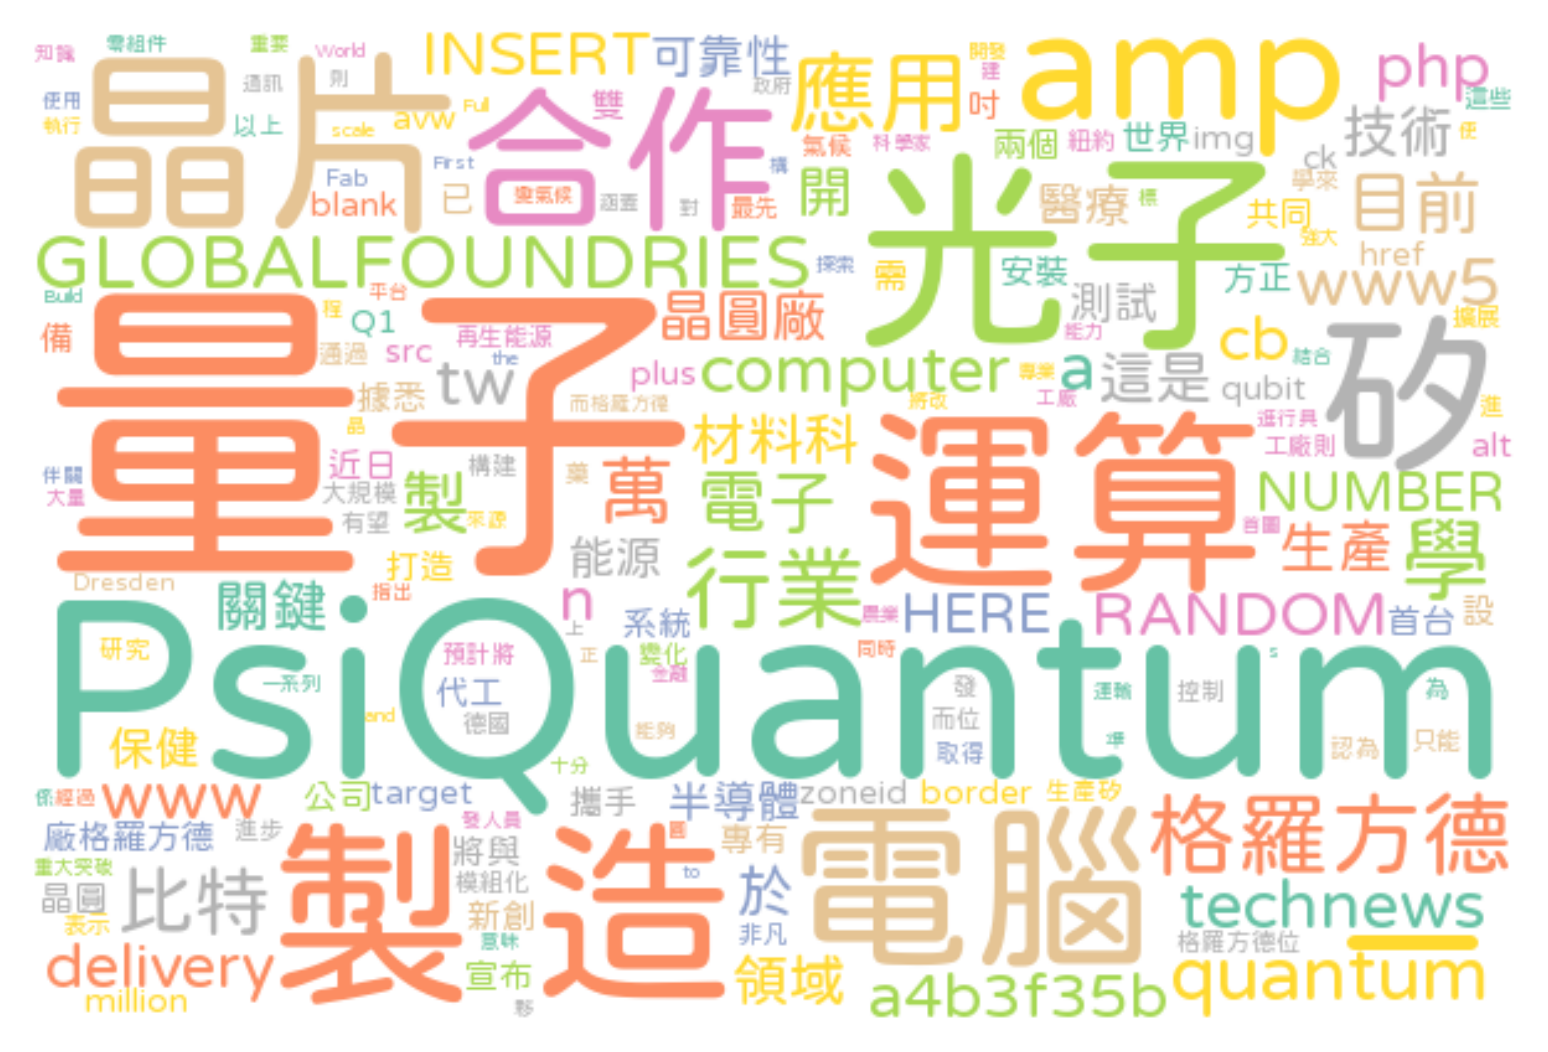 知識
零組件
重要
World
INSERT
可靠性
應用
開發
amp
php
晶片
通訊
則
政府
建
使用
執行
以上
scale
avw
Full
合作
雙
吋
這些
技術
便
氣候
科學家
兩個
紐約
世界
img
ck
First
構
Fab
blank
已
變氣候
涵蓋
對
最先
開
光子
醫療
標
學來
共同
目前
強大
GLOBALFOUNDRIES
探索
需
安裝
方正
href
www5
Build
程
平台
晶圓廠
測試
擴展
備
量子
Q1
再生能源
能力
cb
矽
通過
src
the
tw
plus
computer
專業
a
這是
結合
qubit
據悉
而格羅方德
將改
工廠
進
晶
材料科
運算
進行具
工廠則
alt
伴關
大量
近日
構建
藥
萬
電子
NUMBER
大規模
製
有望
來源
首圖
生產
學
能源
行業
打造
Dresden
關鍵
指出
n
上
系統
農業
HERE
RANDOM
首台
設
PsiQuantum
研究
預計將
正
變化
同時
s
一系列
代工
金融
發
運輸
控制
為
and
德國
能夠
而位
準
保健
取得
認為
只能
十分
係經過
www
公司
target
攜手
半導體
zoneid
border
生產矽
廠格羅方德
進步
發人員
圓
專有
電腦
格羅方德
重大突破
製造
將與
晶圓
比特
模組化
to
於
technews
表示
新創
意味
非凡
格羅方德位
一
delivery
宣布
領域
quantum
million
夥
a4b3f35b